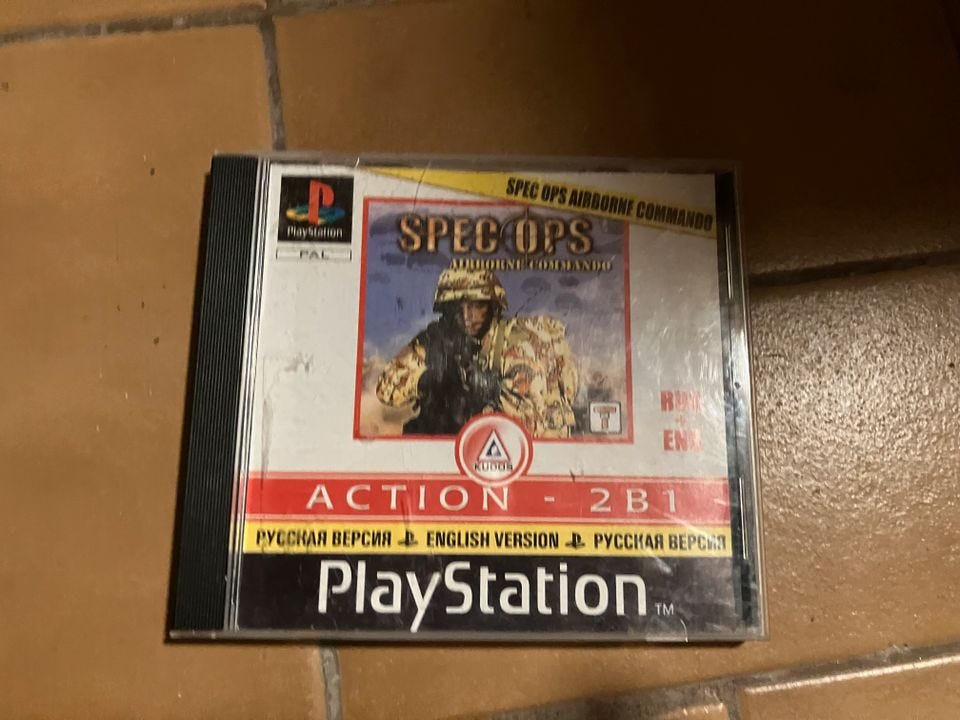 SPEC OPS AIRBORNE COMMANDO
PlayStation
PAL
SPEC OPS
AIRBORNE COMMANDO
RUS
+
ENG
T
KUDOS
ACTION - 2B1
РУССКАЯ ВЕРСИЯ ENGLISH VERSION РУССКАЯ ВЕРСИЯ
PlayStation TM